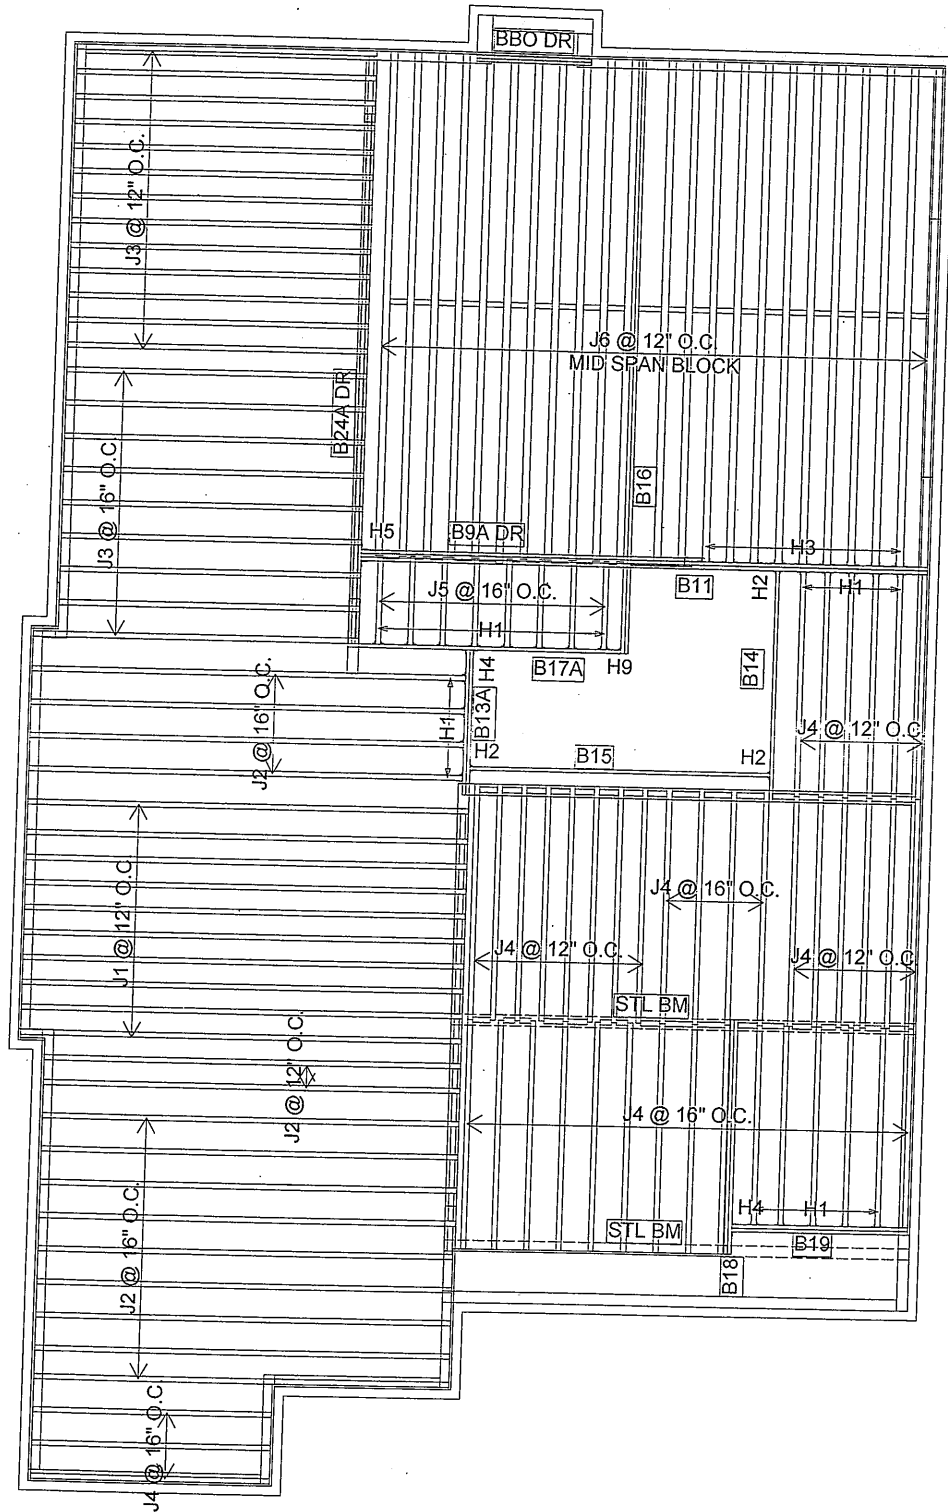 BBO DR
J3 @ 12" O.C.
J6 @ 12" O.C.
MID SPAN BLOCK
B24A DR
J3 @ 16" O.C
B16
H5
B9A DR
H3
B11
H2
H1
J5 @ 16" O.C.
H1
H4
B17A
H9
B14
J2 @ 16" O.C.
H1
B13A
H2
B15
H2
J4 @ 12" O.C
J1 @ 12" O.C
J4 @ 16" O.C.
J4 @ 12" O.C.
J4 @ 12" O.C
STL BM
J2 @ 12" O.C.
J4 @ 16" O.C.
J2 @ 16" O.C.
H4
H1
STL BM
B19
B18
J4 @ 16" O.C.